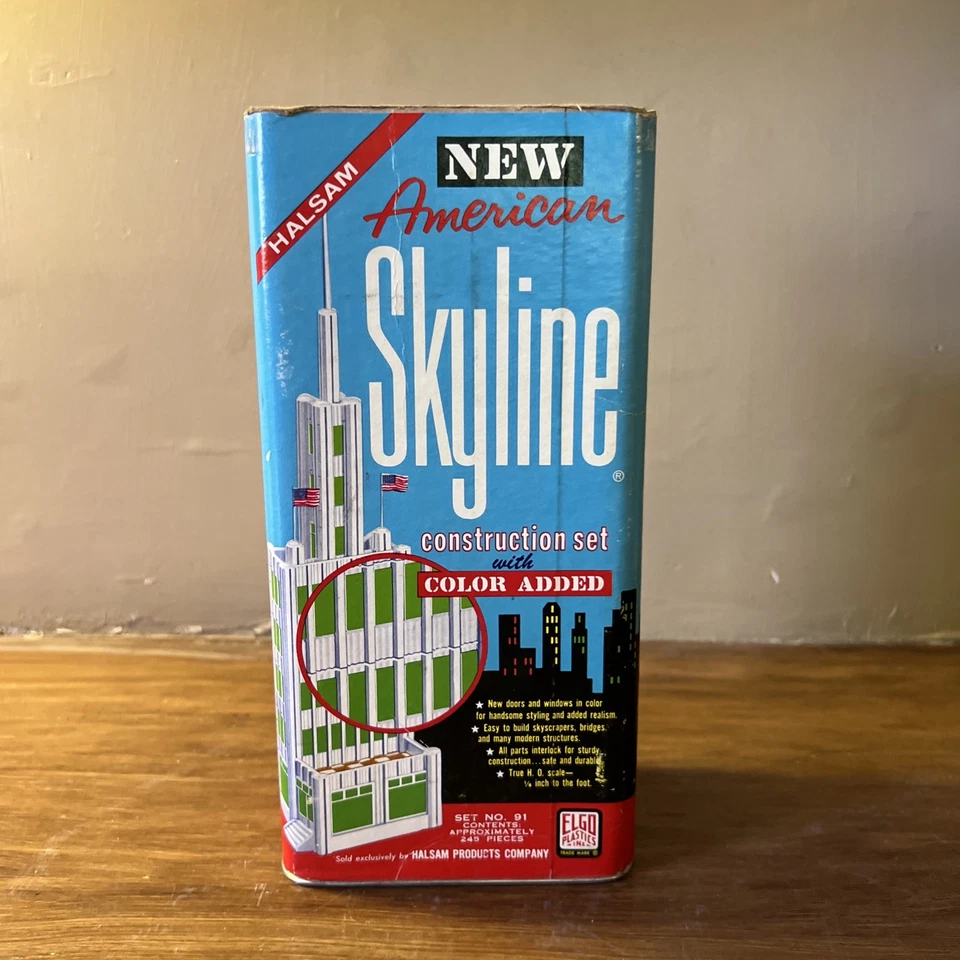 HALSAM
NEW
American
Skyline
®
construction set
with
COLOR ADDED
★ New doors and windows in color
for handsome styling and added realism.
★ Easy to build skyscrapers, bridges,
and many modern structures.
★ All parts interlock for sturdy
construction...safe and durable
★ True H. O. scale—
⅛ inch to the foot.
SET NO. 91
CONTENTS:
APPROXIMATELY
245 PIECES
Sold exclusively by HALSAM PRODUCTS COMPANY
ELGO
PLASTICS
INC
TRADE MARK ®